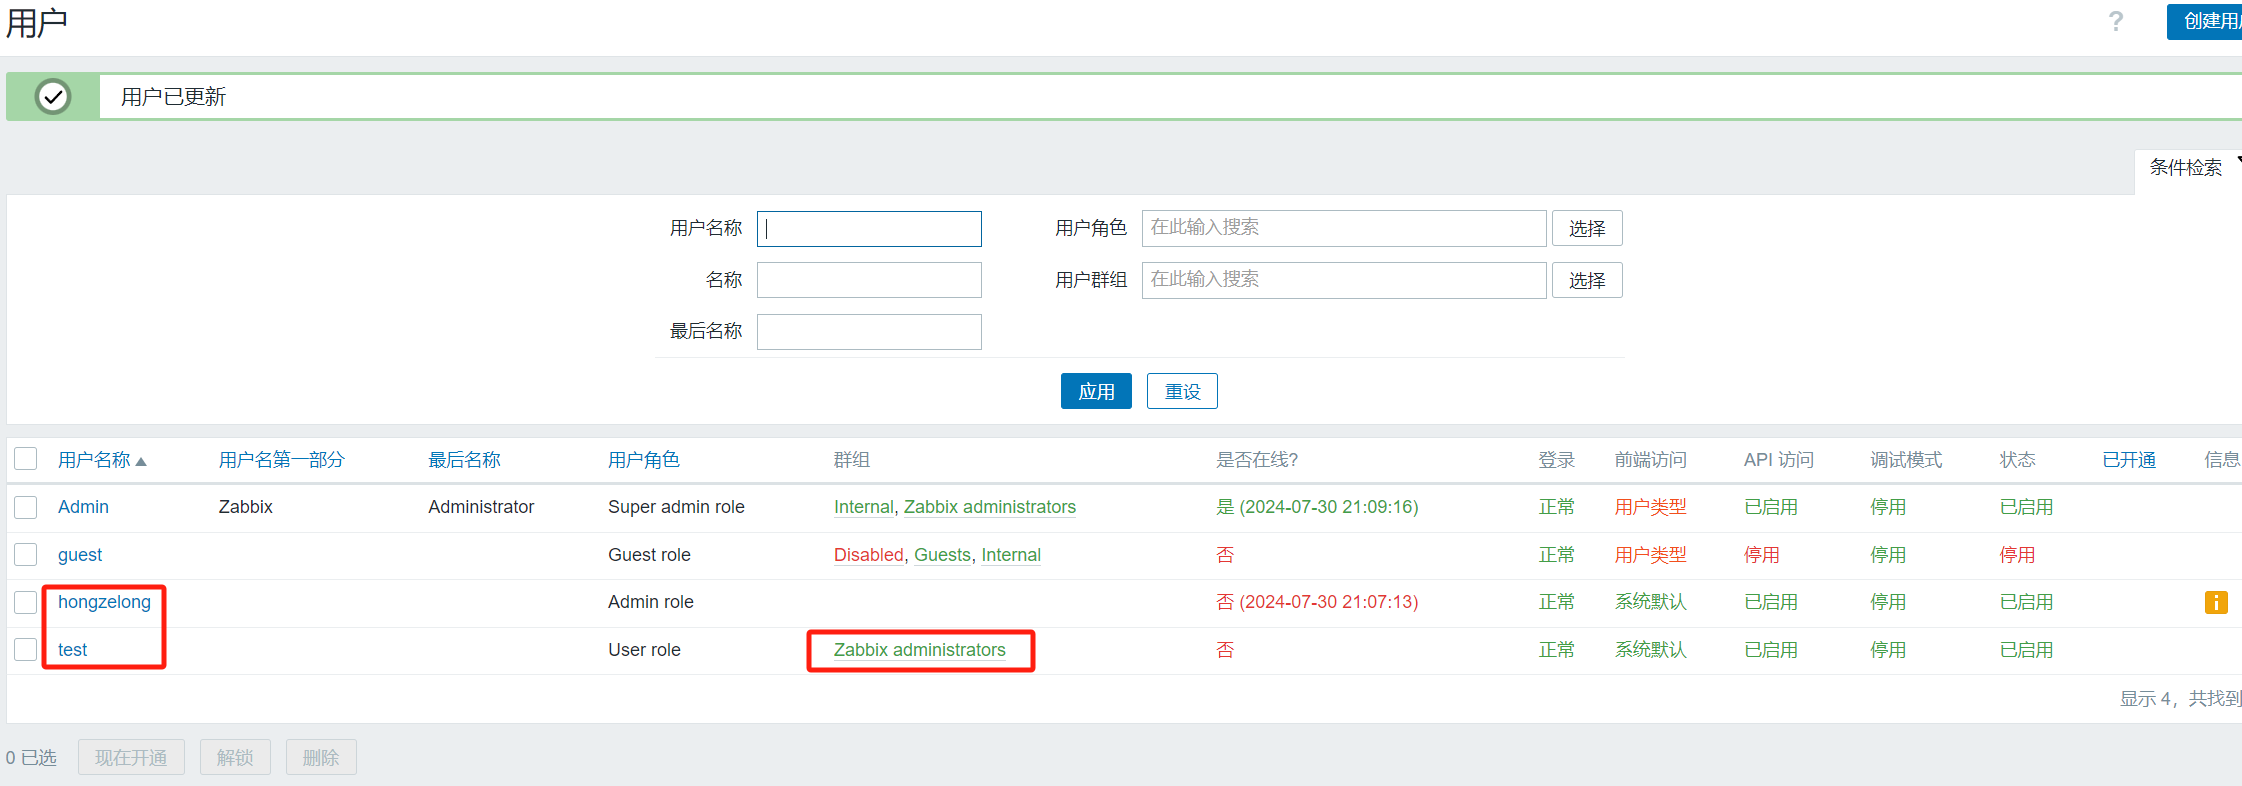 用户
? 创建用户
用户已更新
条件检索
用户名称 用户角色 在此输入搜索 选择
名称 用户群组 在此输入搜索 选择
最后名称
应用 重设
用户名称▲ 用户名第一部分 最后名称 用户角色 群组 是否在线? 登录 前端访问 API 访问 调试模式 状态 已开通 信息
Admin Zabbix Administrator Super admin role Internal, Zabbix administrators 是 (2024-07-30 21:09:16) 正常 用户类型 已启用 停用 已启用
guest Guest role Disabled, Guests, Internal 否 正常 用户类型 停用 停用 停用
hongzelong Admin role 否 (2024-07-30 21:07:13) 正常 系统默认 已启用 停用 已启用 i
test User role Zabbix administrators 否 正常 系统默认 已启用 停用 已启用
显示 4，共找到
0 已选 现在开通 解锁 删除